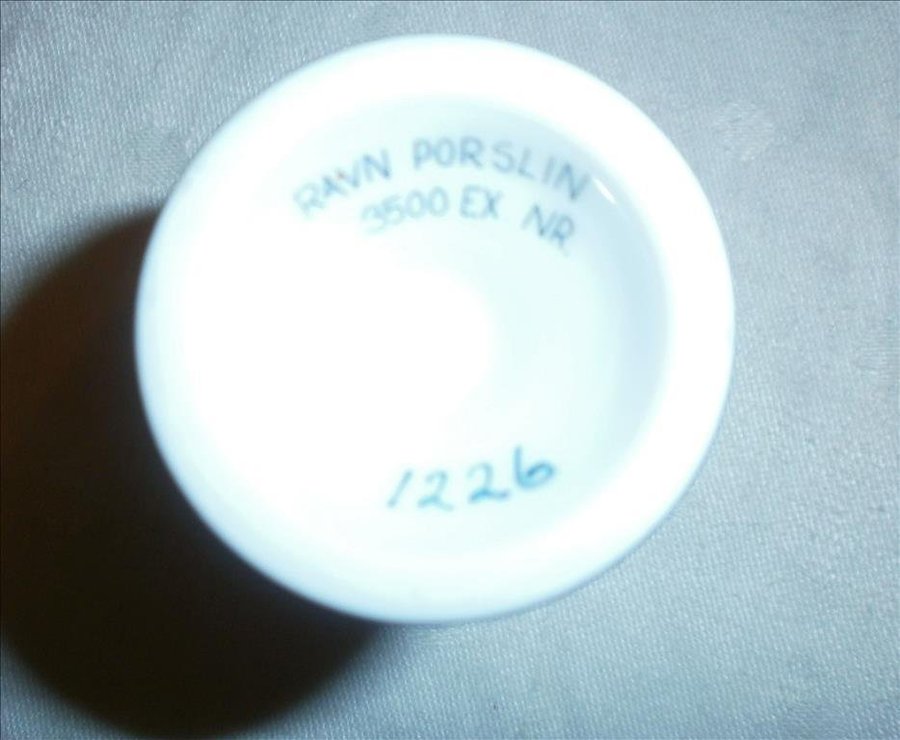 RAVN PORSLIN
3500 EX NR
1226